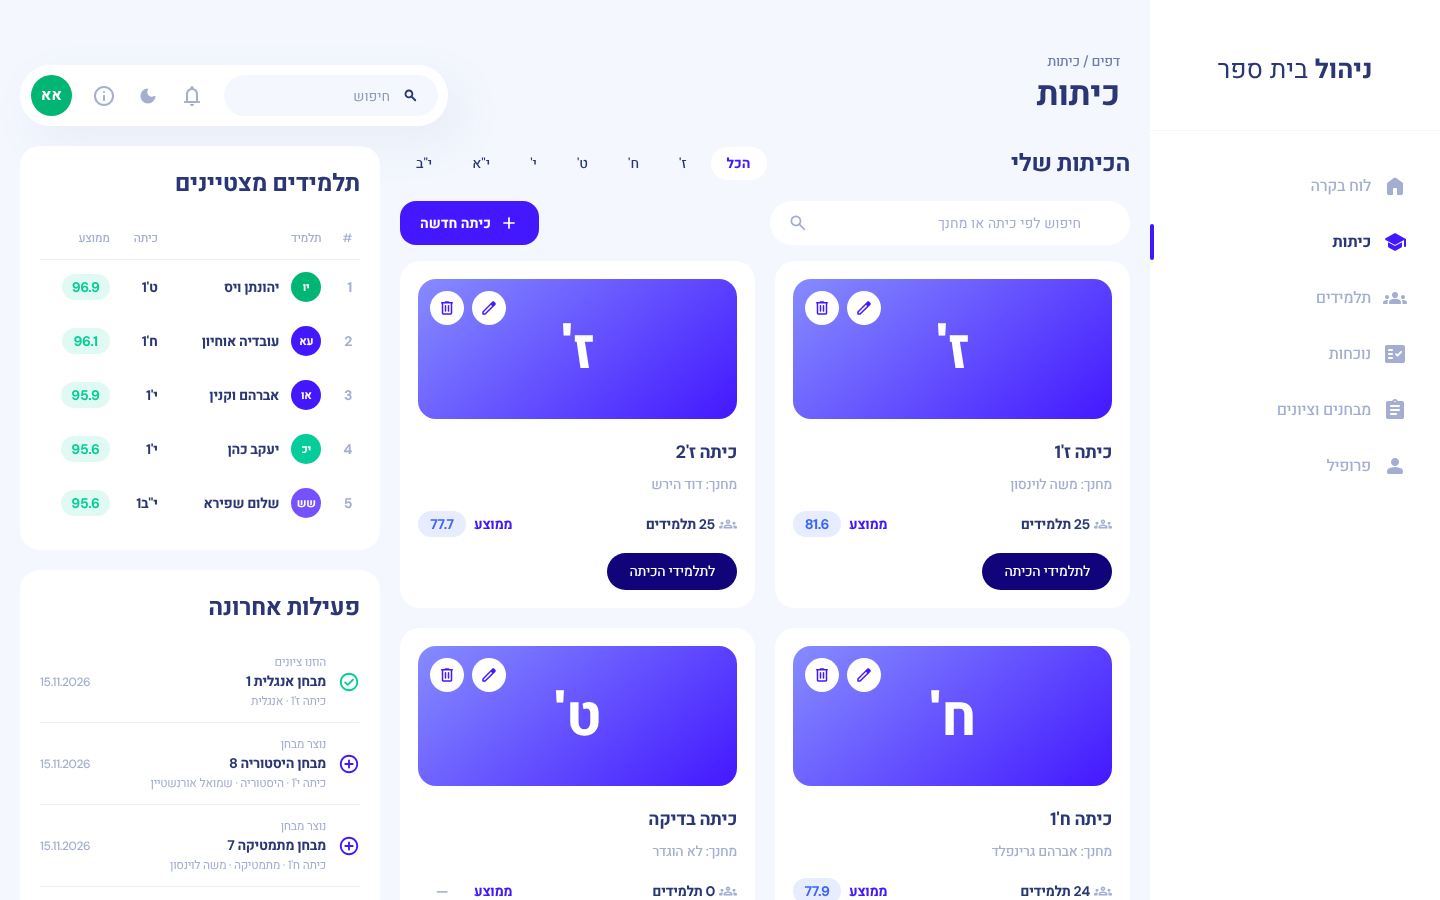 ניהול בית ספר
לוח בקרה
כיתות
תלמידים
נוכחות
מבחנים וציונים
פרופיל
דפים / כיתות
כיתות
חיפוש
אא
הכיתות שלי
הכל
ז'
ח'
ט'
י'
י"א
י"ב
חיפוש לפי כיתה או מחנך
כיתה חדשה
ז'
כיתה ז'1
מחנך: משה לוינסון
25 תלמידים
ממוצע 81.6
לתלמידי הכיתה
ז'
כיתה ז'2
מחנך: דוד הירש
25 תלמידים
ממוצע 77.7
לתלמידי הכיתה
ח'
כיתה ח'1
מחנך: אברהם גרינפלד
24 תלמידים
ממוצע 77.9
ט'
כיתה בדיקה
מחנך: לא הוגדר
0 תלמידים
ממוצע —
תלמידים מצטיינים
# תלמיד כיתה ממוצע
1 יו יהונתן ויס ט'1 96.9
2 עא עובדיה אוחיון ח'1 96.1
3 או אברהם וקנין י'1 95.9
4 יכ יעקב כהן י'1 95.6
5 שש שלום שפירא י"ב1 95.6
פעילות אחרונה
הוזנו ציונים
מבחן אנגלית 1
כיתה ז'1 · אנגלית
15.11.2026
נוצר מבחן
מבחן היסטוריה 8
כיתה י'1 · היסטוריה · שמואל אורנשטיין
15.11.2026
נוצר מבחן
מבחן מתמטיקה 7
כיתה ח'1 · מתמטיקה · משה לוינסון
15.11.2026